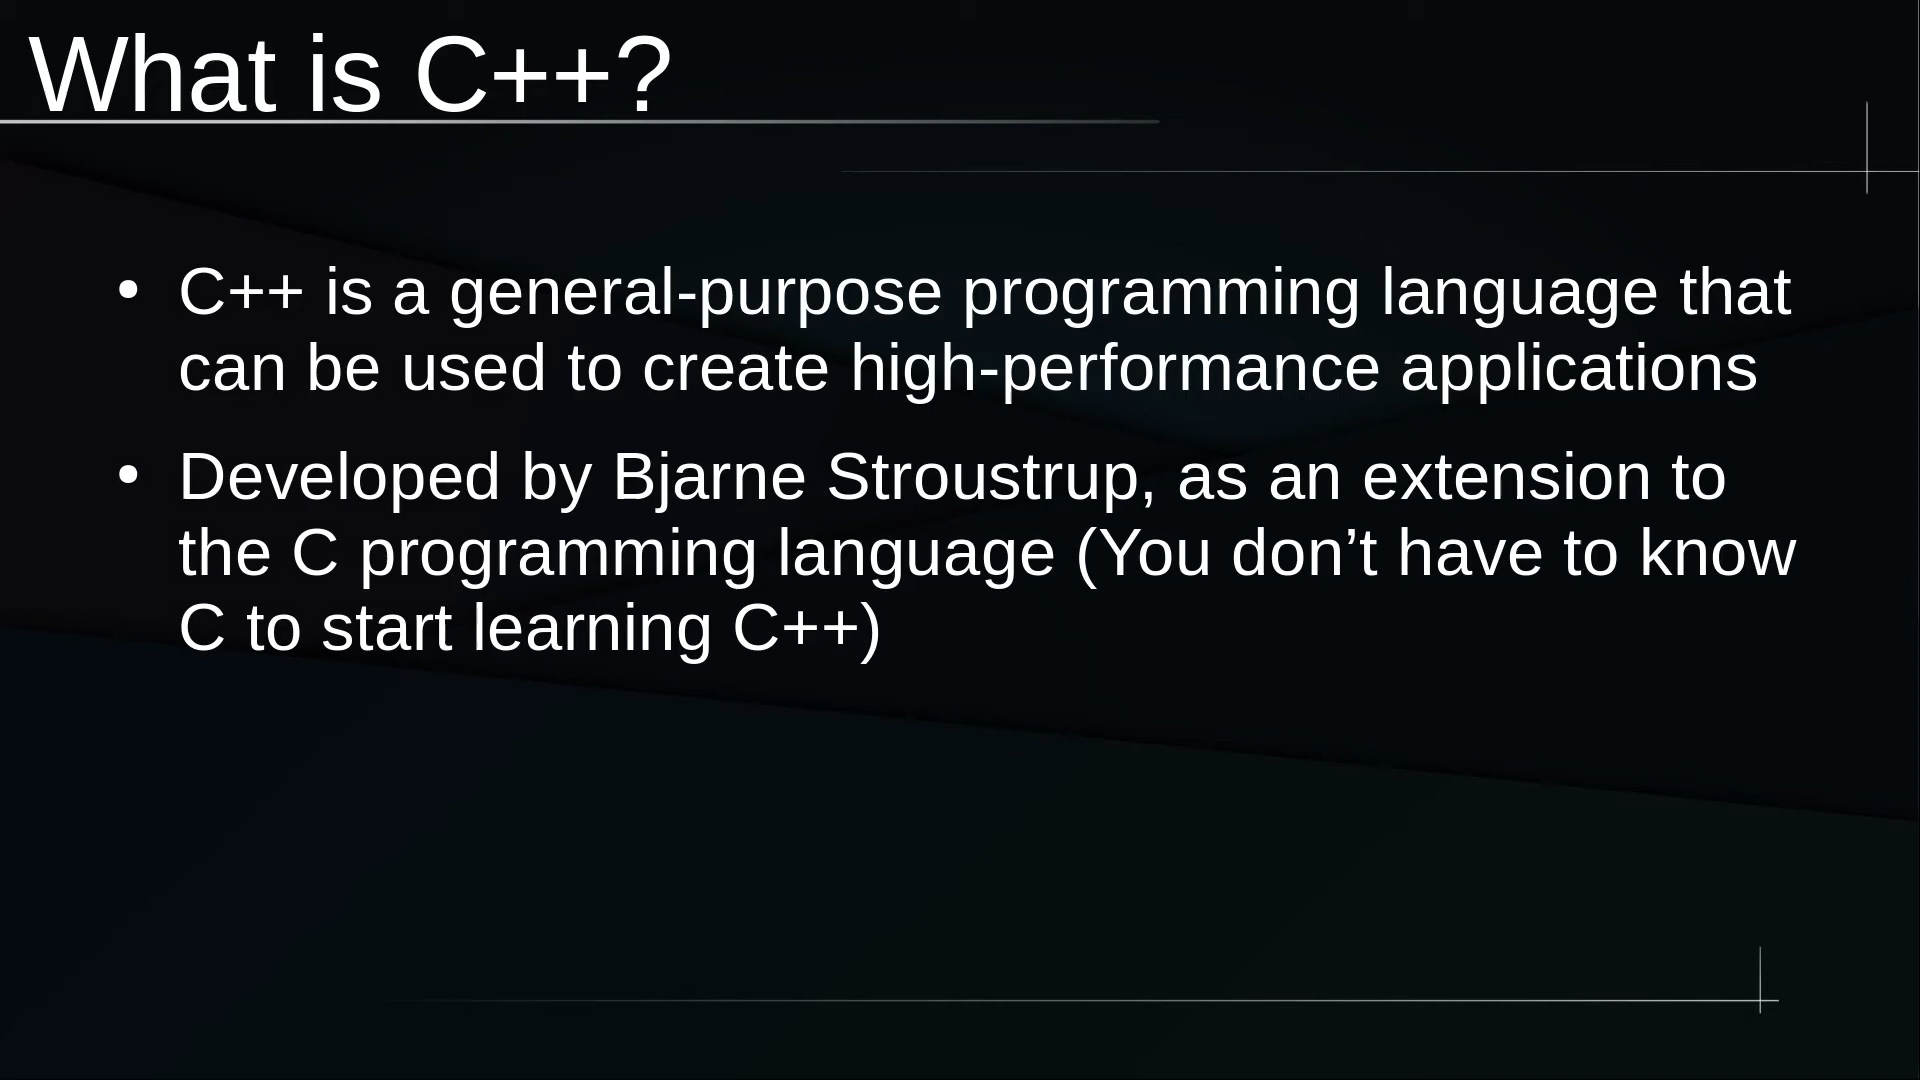 What is C++?
• C++ is a general-purpose programming language that
can be used to create high-performance applications
• Developed by Bjarne Stroustrup, as an extension to
the C programming language (You don’t have to know
C to start learning C++)